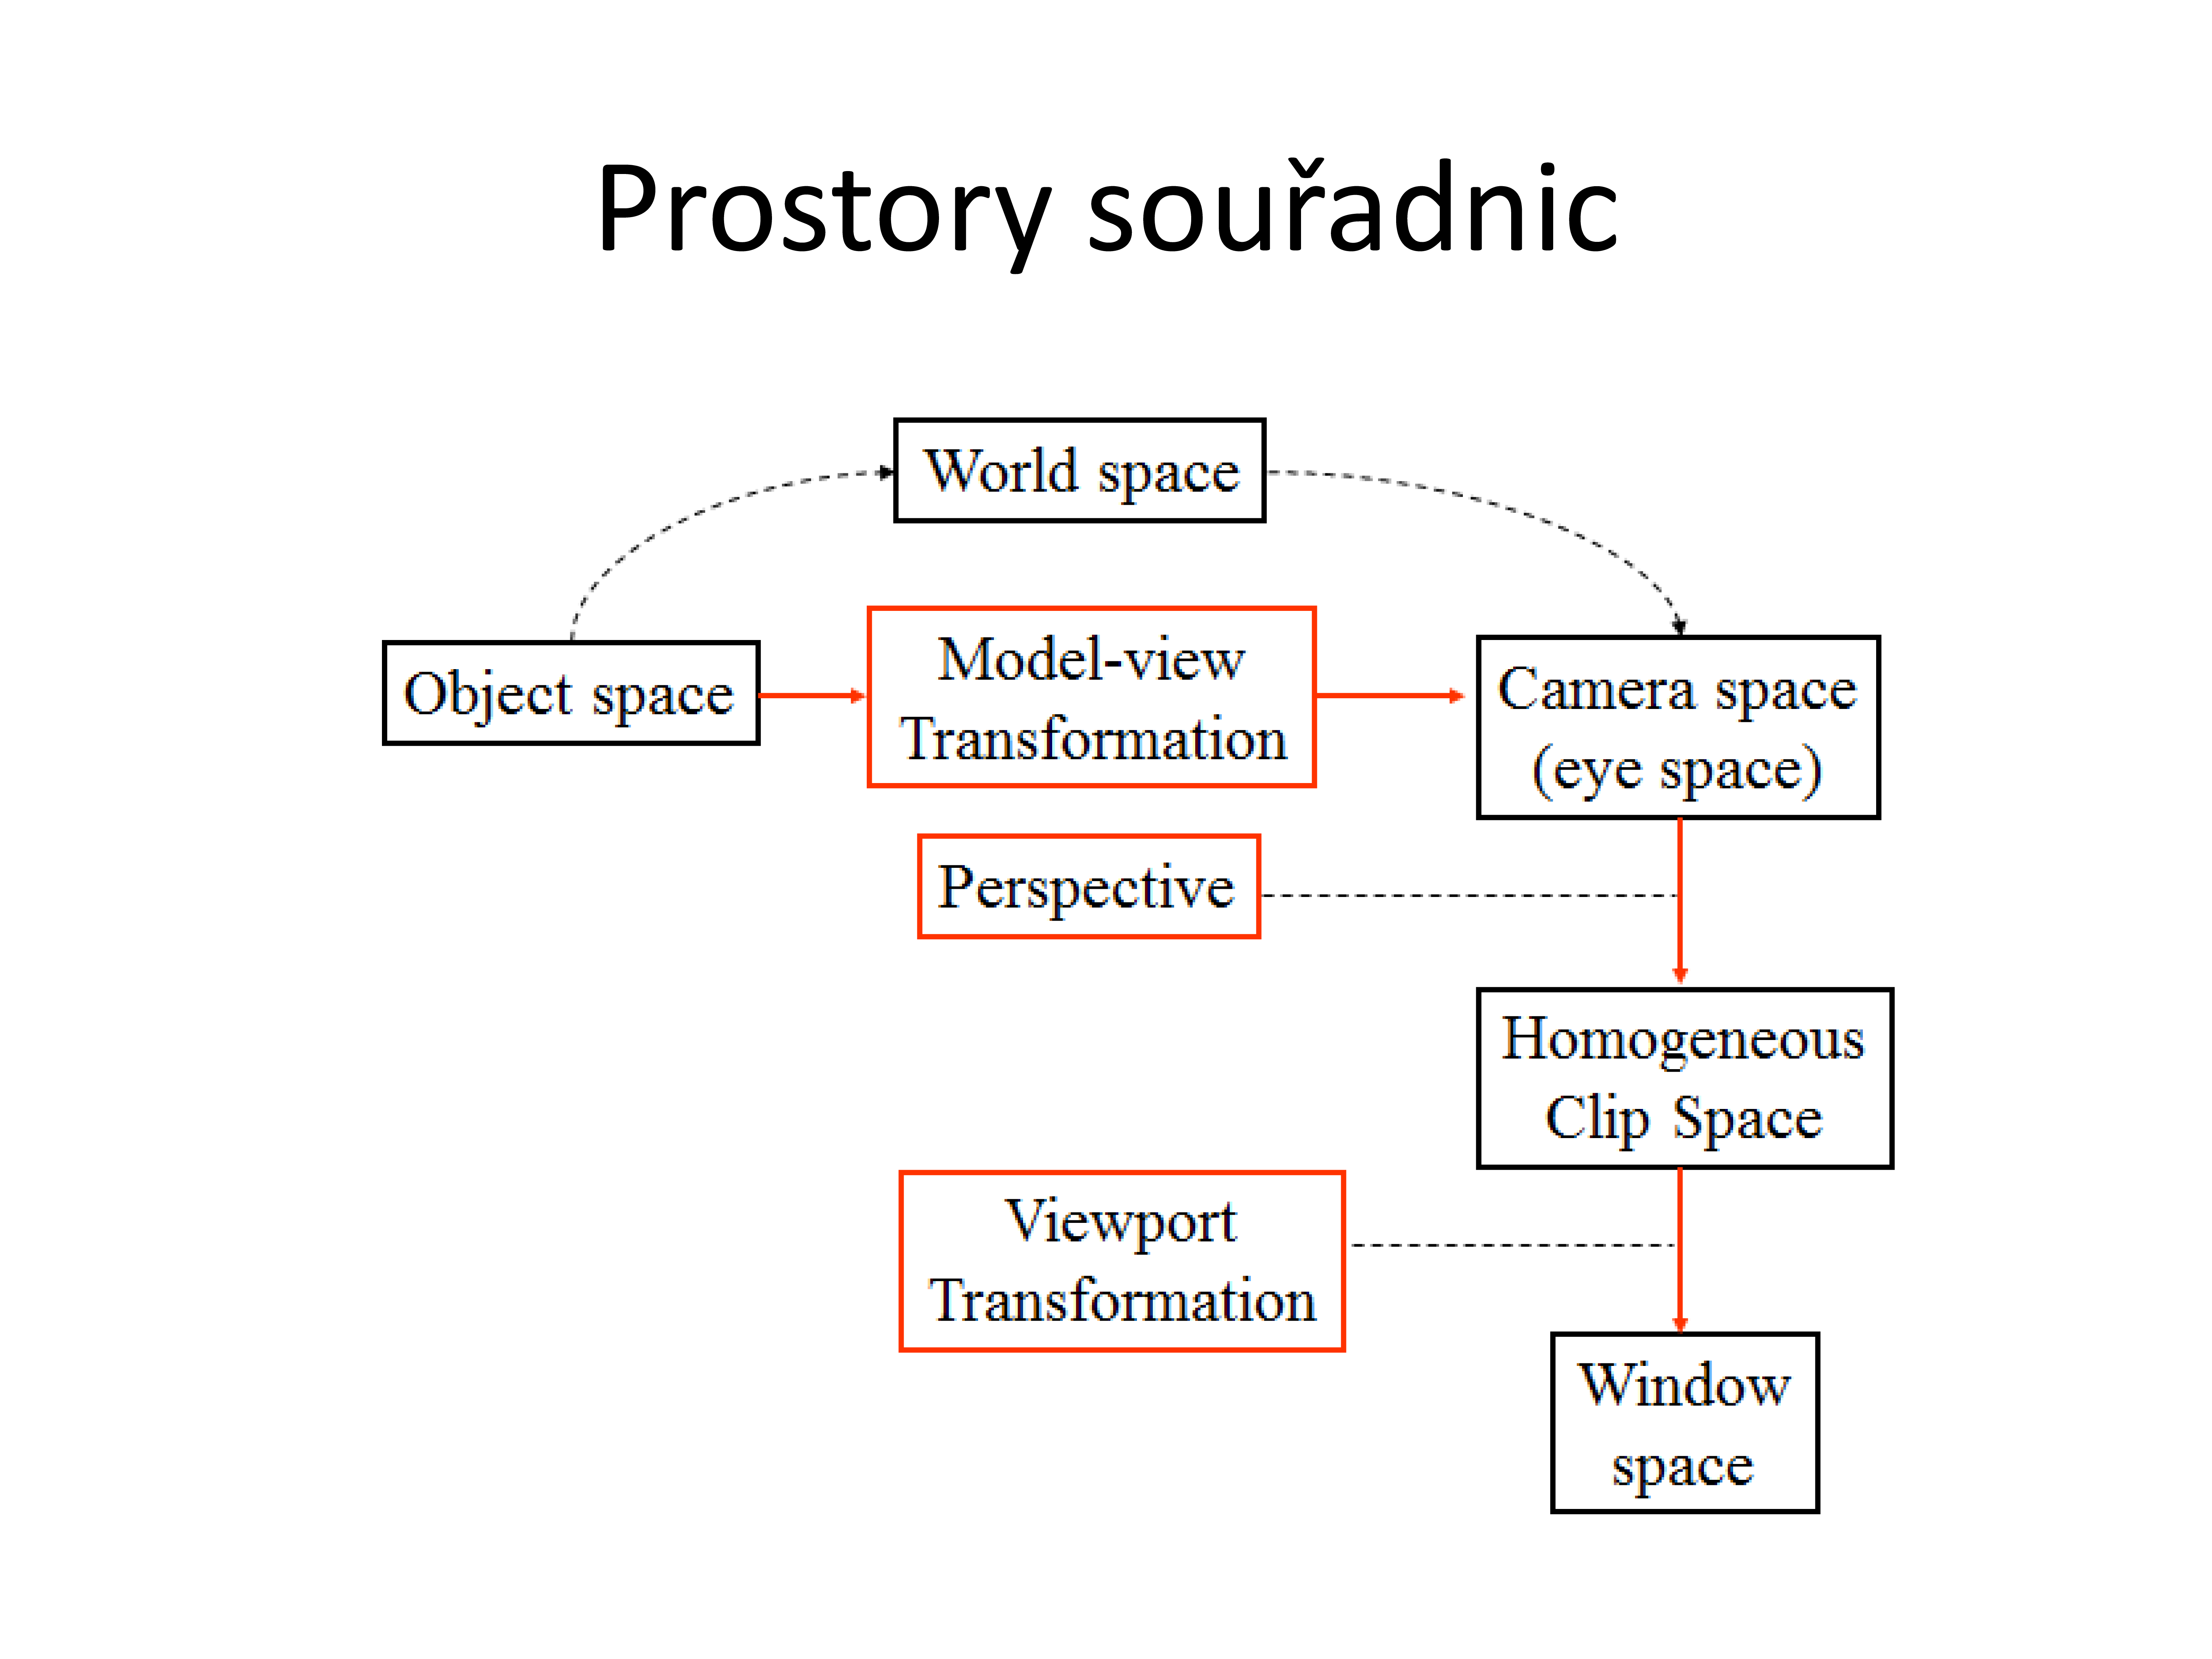 Prostory souřadnic
World space
Object space
Model-view
Transformation
Camera space
(eye space)
Perspective
Homogeneous
Clip Space
Viewport
Transformation
Window
space